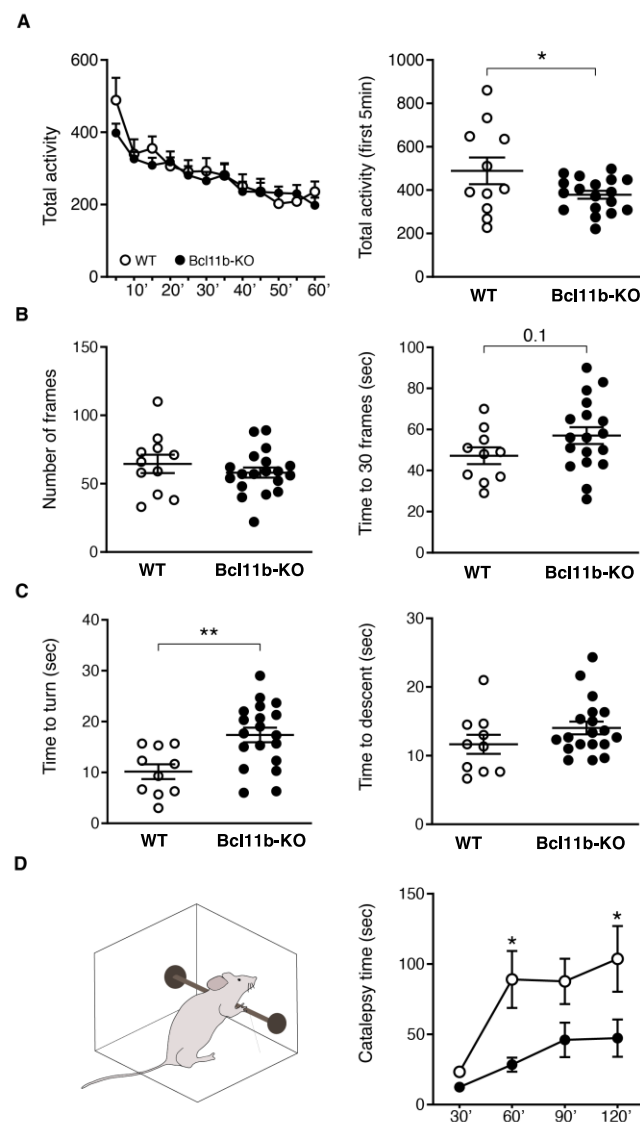 A
Total activity
600
400
200
0
10' 20' 30' 40' 50' 60'
WT Bcl11b-KO
Total activity (first 5min)
1000
800
600
400
200
0
*
WT Bcl11b-KO
B
Number of frames
150
100
50
0
WT Bcl11b-KO
Time to 30 frames (sec)
100
80
60
40
20
0
0.1
WT Bcl11b-KO
C
Time to turn (sec)
40
30
20
10
0
**
WT Bcl11b-KO
Time to descent (sec)
30
20
10
0
WT Bcl11b-KO
D
Catalepsy time (sec)
150
100
50
0
* *
30' 60' 90' 120'